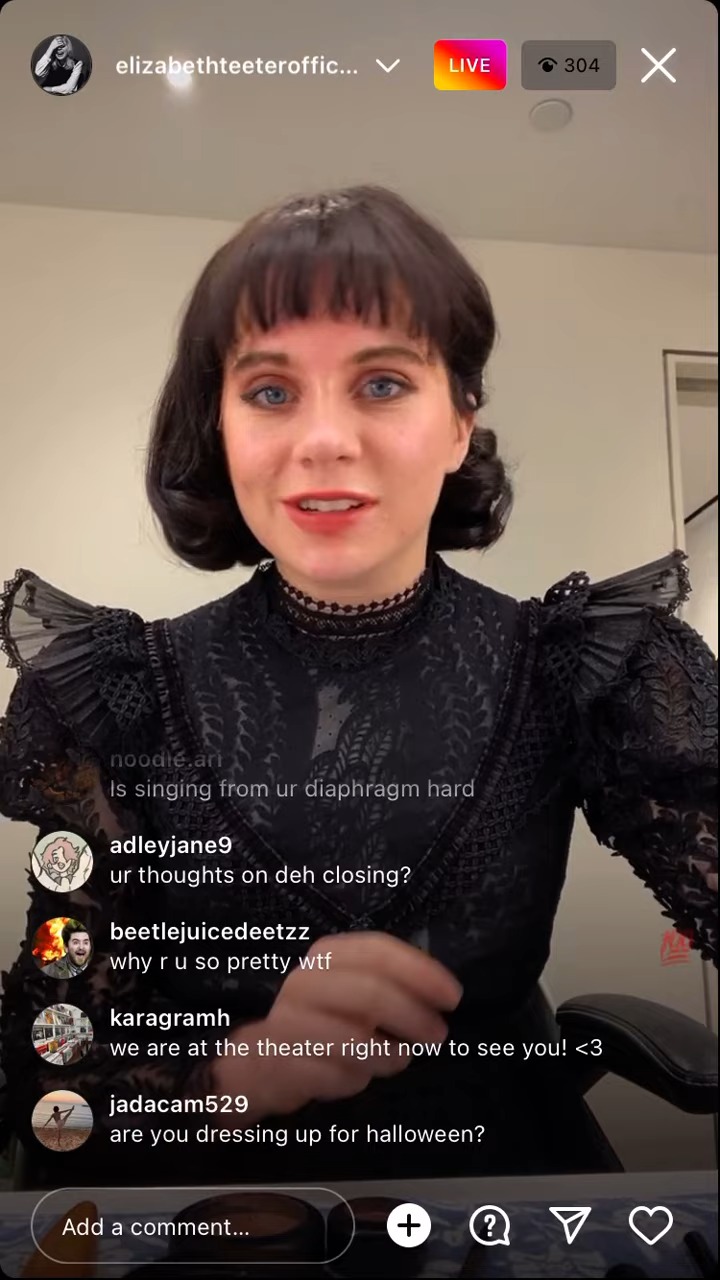 elizabethteeteroffic...
LIVE
304
noodle.ari
Is singing from ur diaphragm hard
adleyjane9
ur thoughts on deh closing?
beetlejuicedeetzz
why r u so pretty wtf
karagramh
we are at the theater right now to see you! <3
jadacam529
are you dressing up for halloween?
Add a comment...